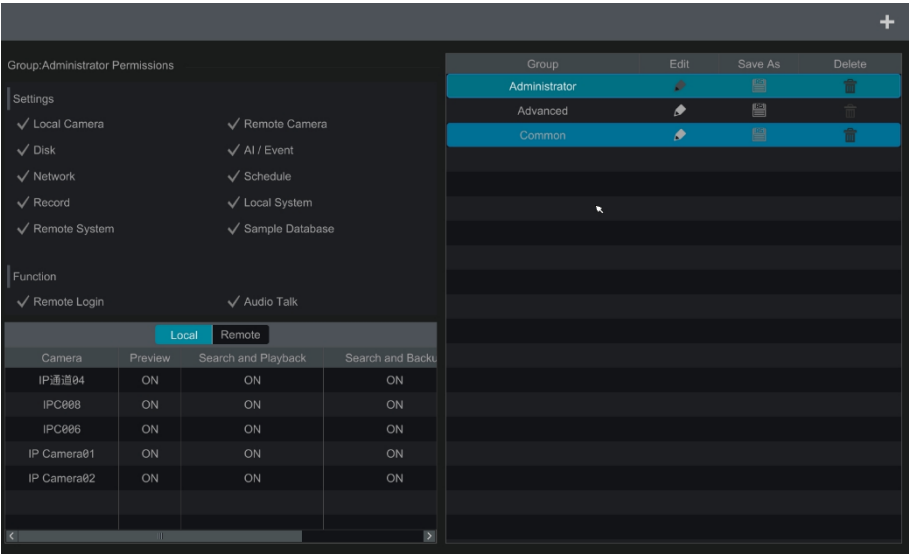 +
Group:Administrator Permissions
Settings
Local Camera Remote Camera
Disk AI / Event
Network Schedule
Record Local System
Remote System Sample Database
Function
Remote Login Audio Talk
Local Remote
Camera Preview Search and Playback Search and Backu
IP通道04 ON ON ON
IPC008 ON ON ON
IPC006 ON ON ON
IP Camera01 ON ON ON
IP Camera02 ON ON ON
Group Edit Save As Delete
Administrator
Advanced
Common